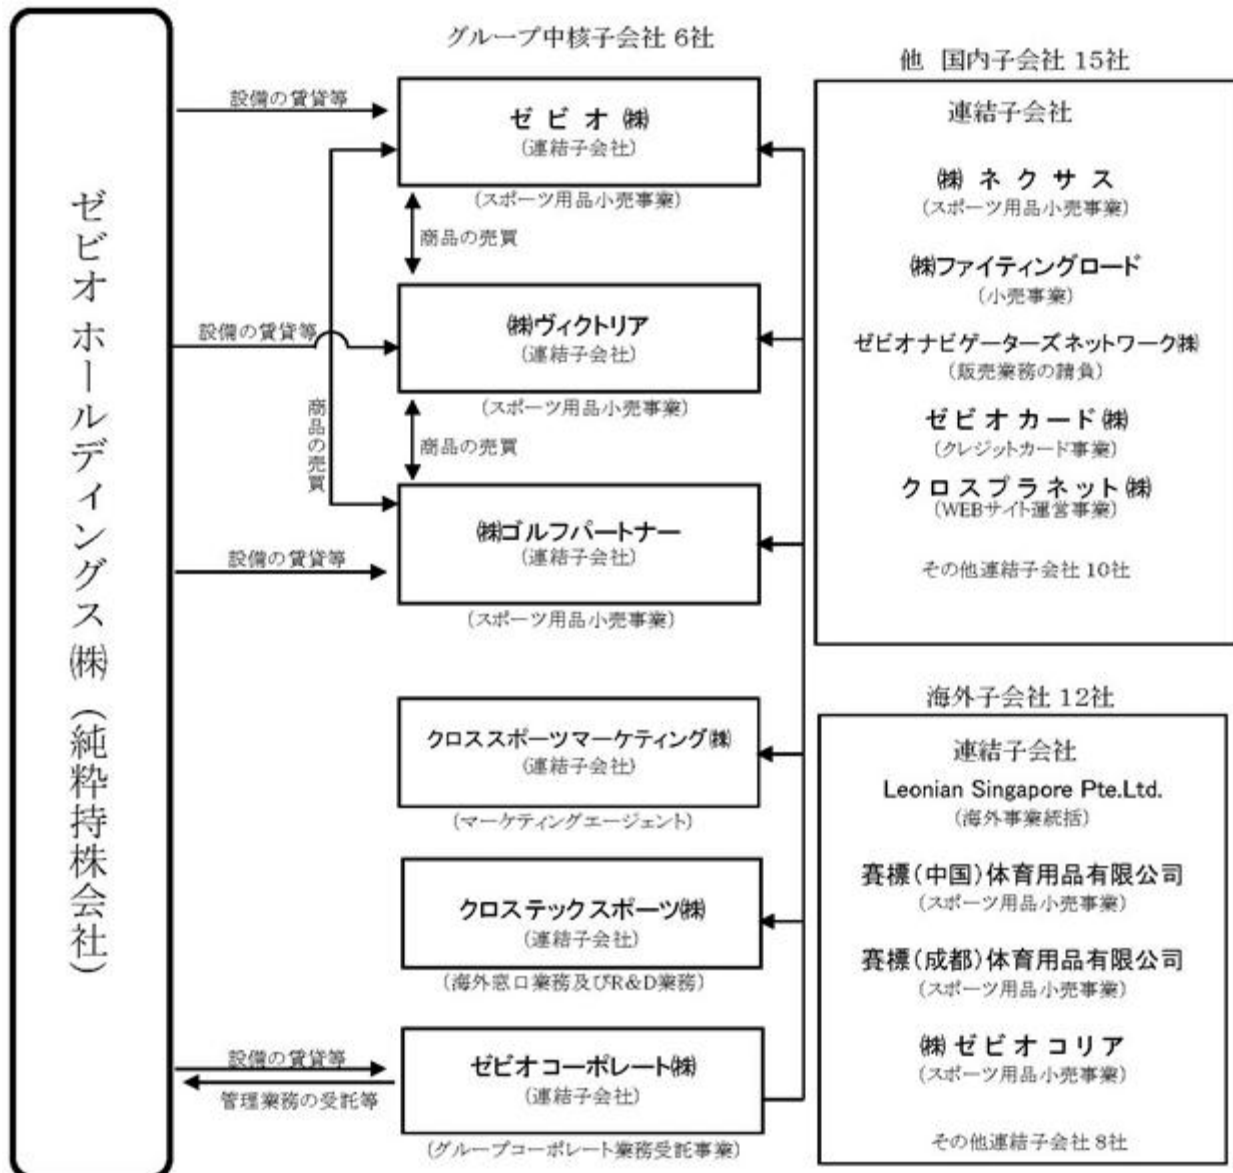 ゼビオ ホールディングス㈱（純粋持株会社）
グループ中核子会社 6社
設備の賃貸等
ゼ ビ オ ㈱
(連結子会社)
(スポーツ用品小売事業)
商品の売買
設備の賃貸等
㈱ヴィクトリア
(連結子会社)
(スポーツ用品小売事業)
商品の売買
商品の売買
㈱ゴルフパートナー
(連結子会社)
設備の賃貸等
(スポーツ用品小売事業)
クロススポーツマーケティング㈱
(連結子会社)
(マーケティングエージェント)
クロステックスポーツ㈱
(連結子会社)
(海外窓口業務及びR&D業務)
設備の賃貸等
管理業務の受託等
ゼビオコーポレート㈱
(連結子会社)
(グループコーポレート業務受託事業)
他 国内子会社 15社
連結子会社
㈱ ネ ク サ ス
(スポーツ用品小売事業)
㈱ファイティングロード
(小売事業)
ゼビオナビゲーターズネットワーク㈱
(販売業務の請負)
ゼ ビ オ カ ー ド ㈱
(クレジットカード事業)
ク ロ ス プ ラ ネ ッ ト ㈱
(WEBサイト運営事業)
その他連結子会社 10社
海外子会社 12社
連結子会社
Leonian Singapore Pte.Ltd.
(海外事業統括)
賽標(中国)体育用品有限公司
(スポーツ用品小売事業)
賽標(成都)体育用品有限公司
(スポーツ用品小売事業)
㈱ ゼ ビ オ コ リ ア
(スポーツ用品小売事業)
その他連結子会社 8社